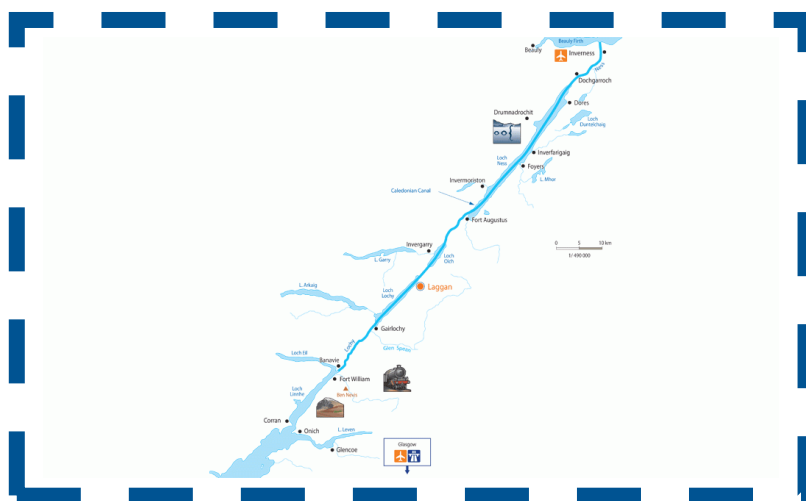 Beauly Firth
Beauly
Inverness
Ness
Dochgarroch
Dores
Drumnadrochit
Loch
Duntelchaig
Inverfarigaig
Loch
Ness
Foyers
L. Mhor
Invermoriston
Caledonian Canal
Fort Augustus
0 5 10 km
1/ 490 000
Invergarry
L. Garry
Loch
Oich
L. Arkaig
Loch
Lochy
Laggan
Gairlochy
Lochy
Glen Spean
Loch Eil
Banavie
Fort William
Ben Nevis
Loch
Linnhe
Corran
Onich
L. Leven
Glencoe
Glasgow